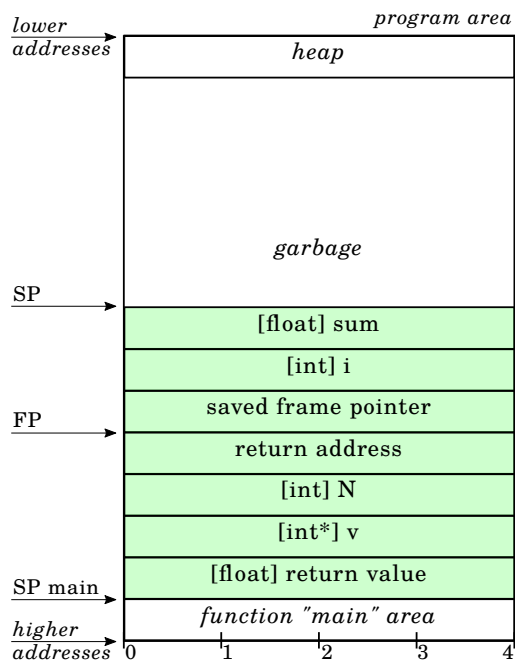 program area
lower
addresses
heap
garbage
SP
[float] sum
[int] i
saved frame pointer
FP
return address
[int] N
[int*] v
[float] return value
SP main
function "main" area
higher
addresses
0 1 2 3 4